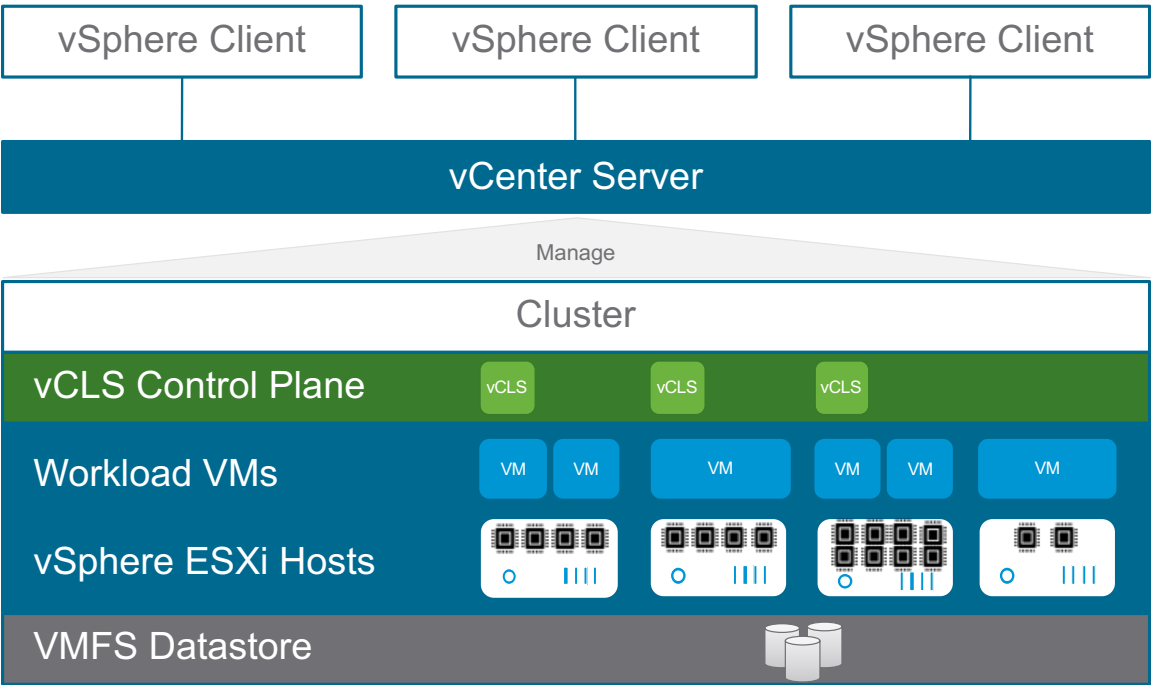 vSphere Client
vSphere Client
vSphere Client
vCenter Server
Manage
Cluster
vCLS Control Plane
vCLS
vCLS
vCLS
Workload VMs
VM
VM
VM
VM
VM
VM
vSphere ESXi Hosts
VMFS Datastore